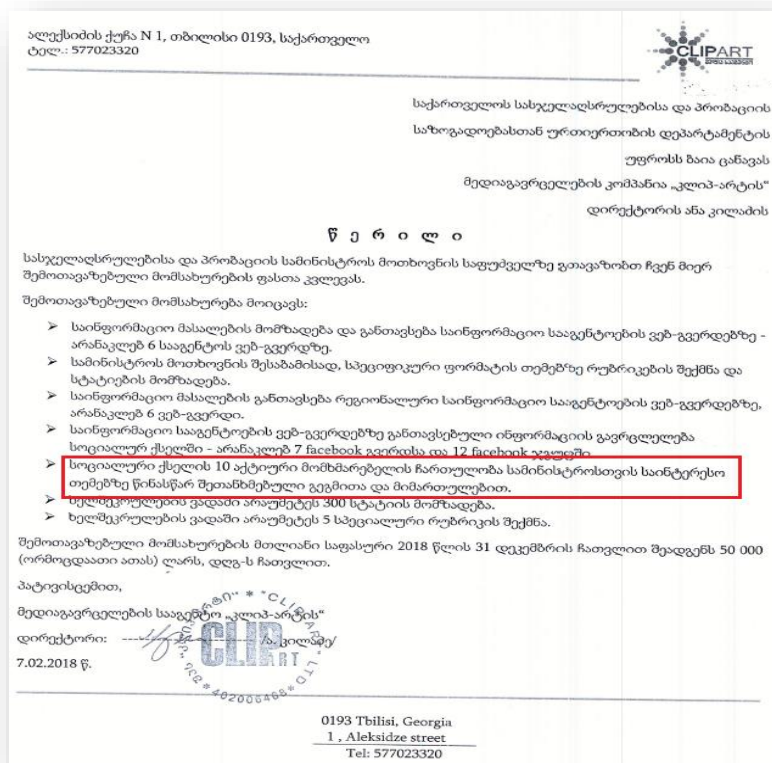 ალექსიძის ქუჩა N 1, თბილისი 0193, საქართველო
ტელ.: 577023320
CLIPART
საქართველოს სასჯელაღსრულებისა და პრობაციის
საზოგადოებასთან ურთიერთობის დეპარტამენტის
უფროსს ბაია ცანავას
მედიაგავრცელების კომპანია „კლიპ-არტის“
დირექტორის ანა კილაძის
წ ე რ ი ლ ი
სასჯელაღსრულებისა და პრობაციის სამინისტროს მოთხოვნის საფუძველზე გთავაზობთ ჩვენ მიერ
შემოთავაზებული მომსახურების ფასთა კვლევას.
შემოთავაზებული მომსახურება მოიცავს:
➢ საინფორმაციო მასალების მომზადება და განთავსება საინფორმაციო სააგენტოების ვებ-გვერდებზე -
არანაკლებ 6 სააგენტოს ვებ-გვერდზე.
➢ სამინისტროს მოთხოვნის შესაბამისად, სპეციფიკური ფორმატის თემებზე რუბრიკების შექმნა და
სტატიების მომზადება.
➢ საინფორმაციო მასალების განთავსება რეგიონალური საინფორმაციო სააგენტოების ვებ-გვერდებზე,
არანაკლებ 6 ვებ-გვერდი.
➢ საინფორმაციო სააგენტოების ვებ-გვერდებზე განთავსებული ინფორმაციის გავრცლელება
სოციალურ ქსელში - არანაკლებ 7 facebook გვერდსა და 12 facebook ჯგუფში
➢ სოციალური ქსელის 10 აქტიური მომხმარებელის ჩართულობა სამინისტროსთვის საინტერესო
თემებზე წინასწარ შეთანხმებული გეგმითა და მიმართულებით.
➢ ხელშეკრულების ვადაში არაუმეტეს 300 სტატიის მომზადება.
➢ ხელშეკრულების ვადაში არაუმეტეს 5 სპეციალური რუბრიკის შექმნა.
შემოთავაზებული მომსახურების მთლიანი საფასური 2018 წლის 31 დეკემბრის ჩათვლით შეადგენს 50 000
(ორმოცდაათი ათას) ლარს, დღგ-ს ჩათვლით.
პატივისცემით,
მედიაგავრცელების სააგენტო „კლიპ-არტის“
დირექტორი: /ა. კილაძე/
7.02.2018 წ.
CLIPART
"CLIPART" LTD
402006408
0193 Tbilisi, Georgia
1 , Aleksidze street
Tel: 577023320